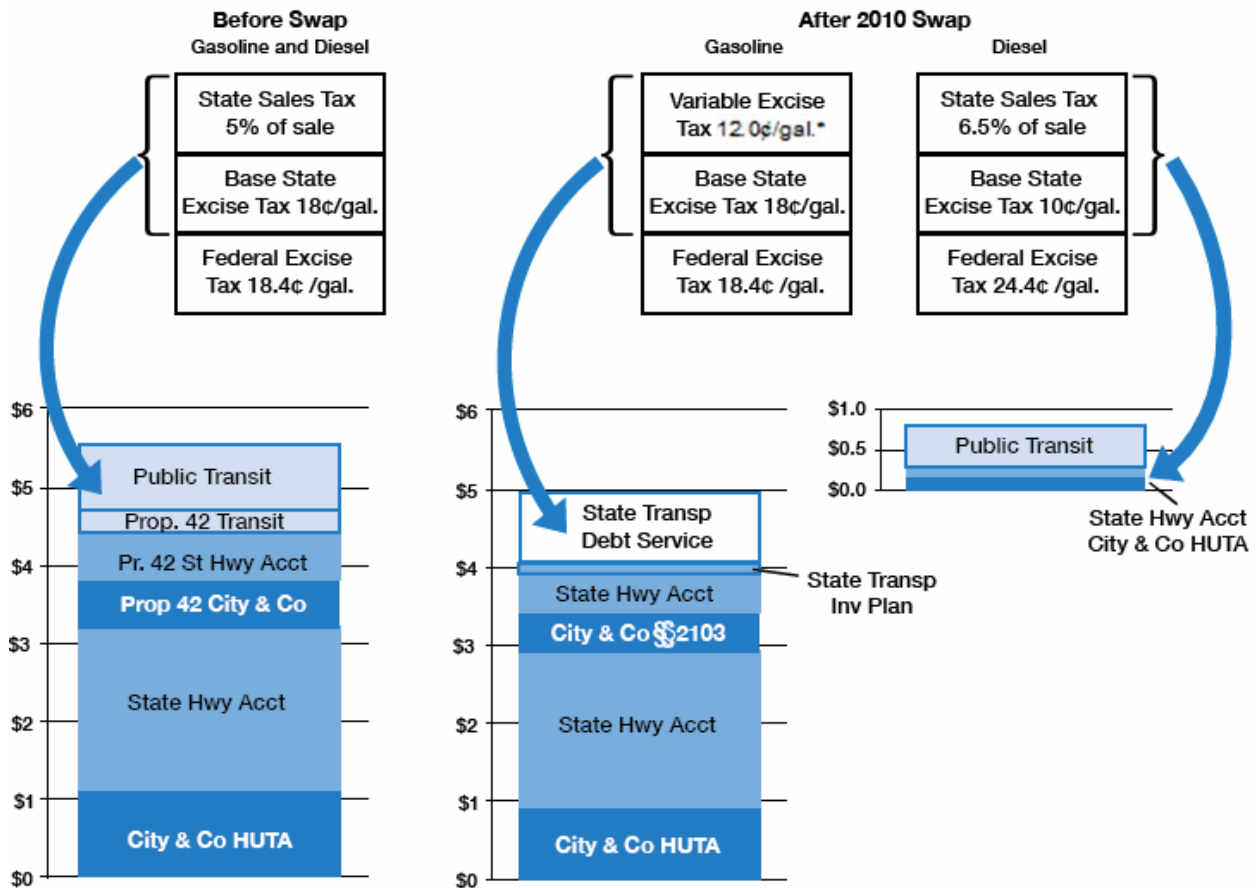 Before Swap
Gasoline and Diesel
State Sales Tax
5% of sale
Base State
Excise Tax 18¢/gal.
Federal Excise
Tax 18.4¢ /gal.
After 2010 Swap
Gasoline
Diesel
Variable Excise
Tax 12.0¢/gal.*
Base State
Excise Tax 18¢/gal.
Federal Excise
Tax 18.4¢ /gal.
State Sales Tax
6.5% of sale
Base State
Excise Tax 10¢/gal.
Federal Excise
Tax 24.4¢ /gal.
$6
$5
$4
$3
$2
$1
$0
Public Transit
Prop. 42 Transit
Pr. 42 St Hwy Acct
Prop 42 City & Co
State Hwy Acct
City & Co HUTA
$6
$5
$4
$3
$2
$1
$0
State Transp
Debt Service
State Transp
Inv Plan
State Hwy Acct
City & Co §§2103
State Hwy Acct
City & Co HUTA
$1.0
$0.5
$0.0
Public Transit
State Hwy Acct
City & Co HUTA